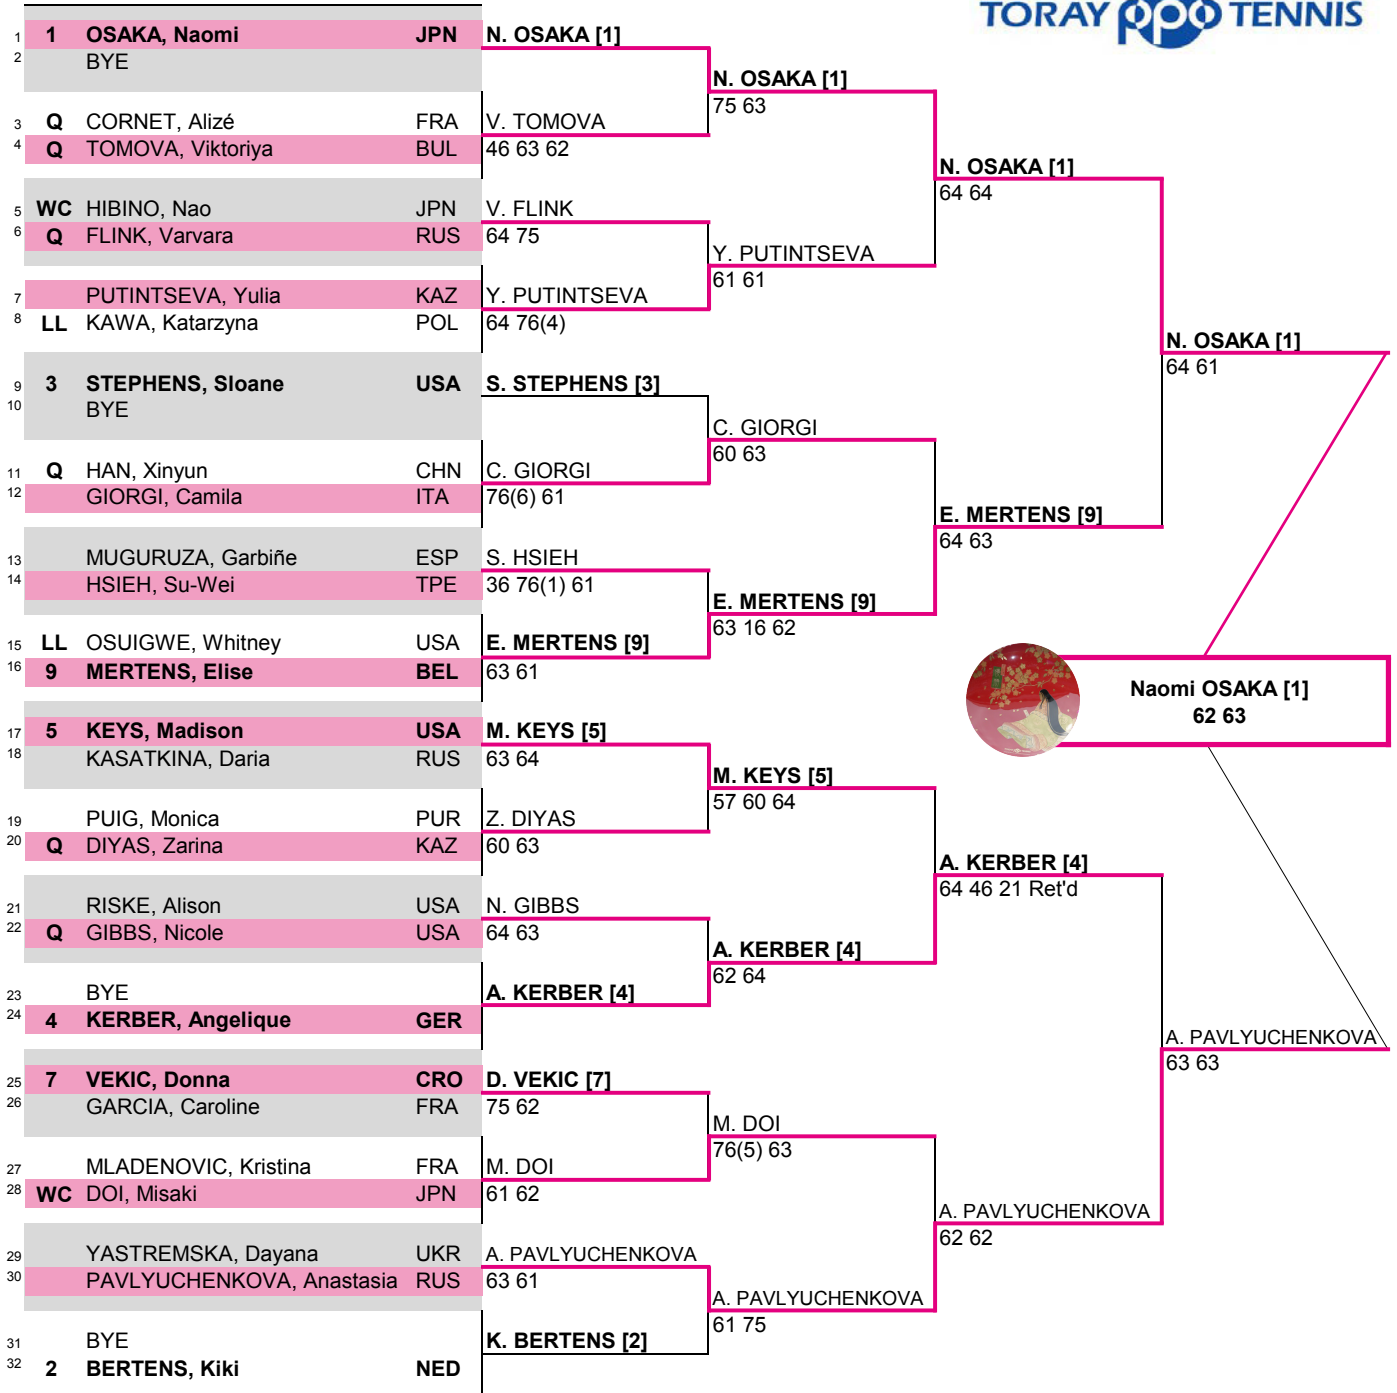 TORAY ppo TENNIS
1 1 OSAKA, Naomi JPN N. OSAKA [1]
2 BYE
N. OSAKA [1]
75 63
3 Q CORNET, Alizé FRA V. TOMOVA
4 Q TOMOVA, Viktoriya BUL 46 63 62
N. OSAKA [1]
64 64
5 WC HIBINO, Nao JPN V. FLINK
6 Q FLINK, Varvara RUS 64 75
Y. PUTINTSEVA
61 61
7 PUTINTSEVA, Yulia KAZ Y. PUTINTSEVA
8 LL KAWA, Katarzyna POL 64 76(4)
N. OSAKA [1]
64 61
9 3 STEPHENS, Sloane USA S. STEPHENS [3]
10 BYE
C. GIORGI
60 63
11 Q HAN, Xinyun CHN C. GIORGI
12 GIORGI, Camila ITA 76(6) 61
E. MERTENS [9]
64 63
13 MUGURUZA, Garbiñe ESP S. HSIEH
14 HSIEH, Su-Wei TPE 36 76(1) 61
E. MERTENS [9]
63 16 62
15 LL OSUIGWE, Whitney USA E. MERTENS [9]
16 9 MERTENS, Elise BEL 63 61
Naomi OSAKA [1]
62 63
17 5 KEYS, Madison USA M. KEYS [5]
18 KASATKINA, Daria RUS 63 64
M. KEYS [5]
57 60 64
19 PUIG, Monica PUR Z. DIYAS
20 Q DIYAS, Zarina KAZ 60 63
A. KERBER [4]
64 46 21 Ret'd
21 RISKE, Alison USA N. GIBBS
22 Q GIBBS, Nicole USA 64 63
A. KERBER [4]
62 64
23 BYE A. KERBER [4]
24 4 KERBER, Angelique GER
A. PAVLYUCHENKOVA
63 63
25 7 VEKIC, Donna CRO D. VEKIC [7]
26 GARCIA, Caroline FRA 75 62
M. DOI
76(5) 63
27 MLADENOVIC, Kristina FRA M. DOI
28 WC DOI, Misaki JPN 61 62
A. PAVLYUCHENKOVA
62 62
29 YASTREMSKA, Dayana UKR A. PAVLYUCHENKOVA
30 PAVLYUCHENKOVA, Anastasia RUS 63 61
A. PAVLYUCHENKOVA
61 75
31 BYE K. BERTENS [2]
32 2 BERTENS, Kiki NED